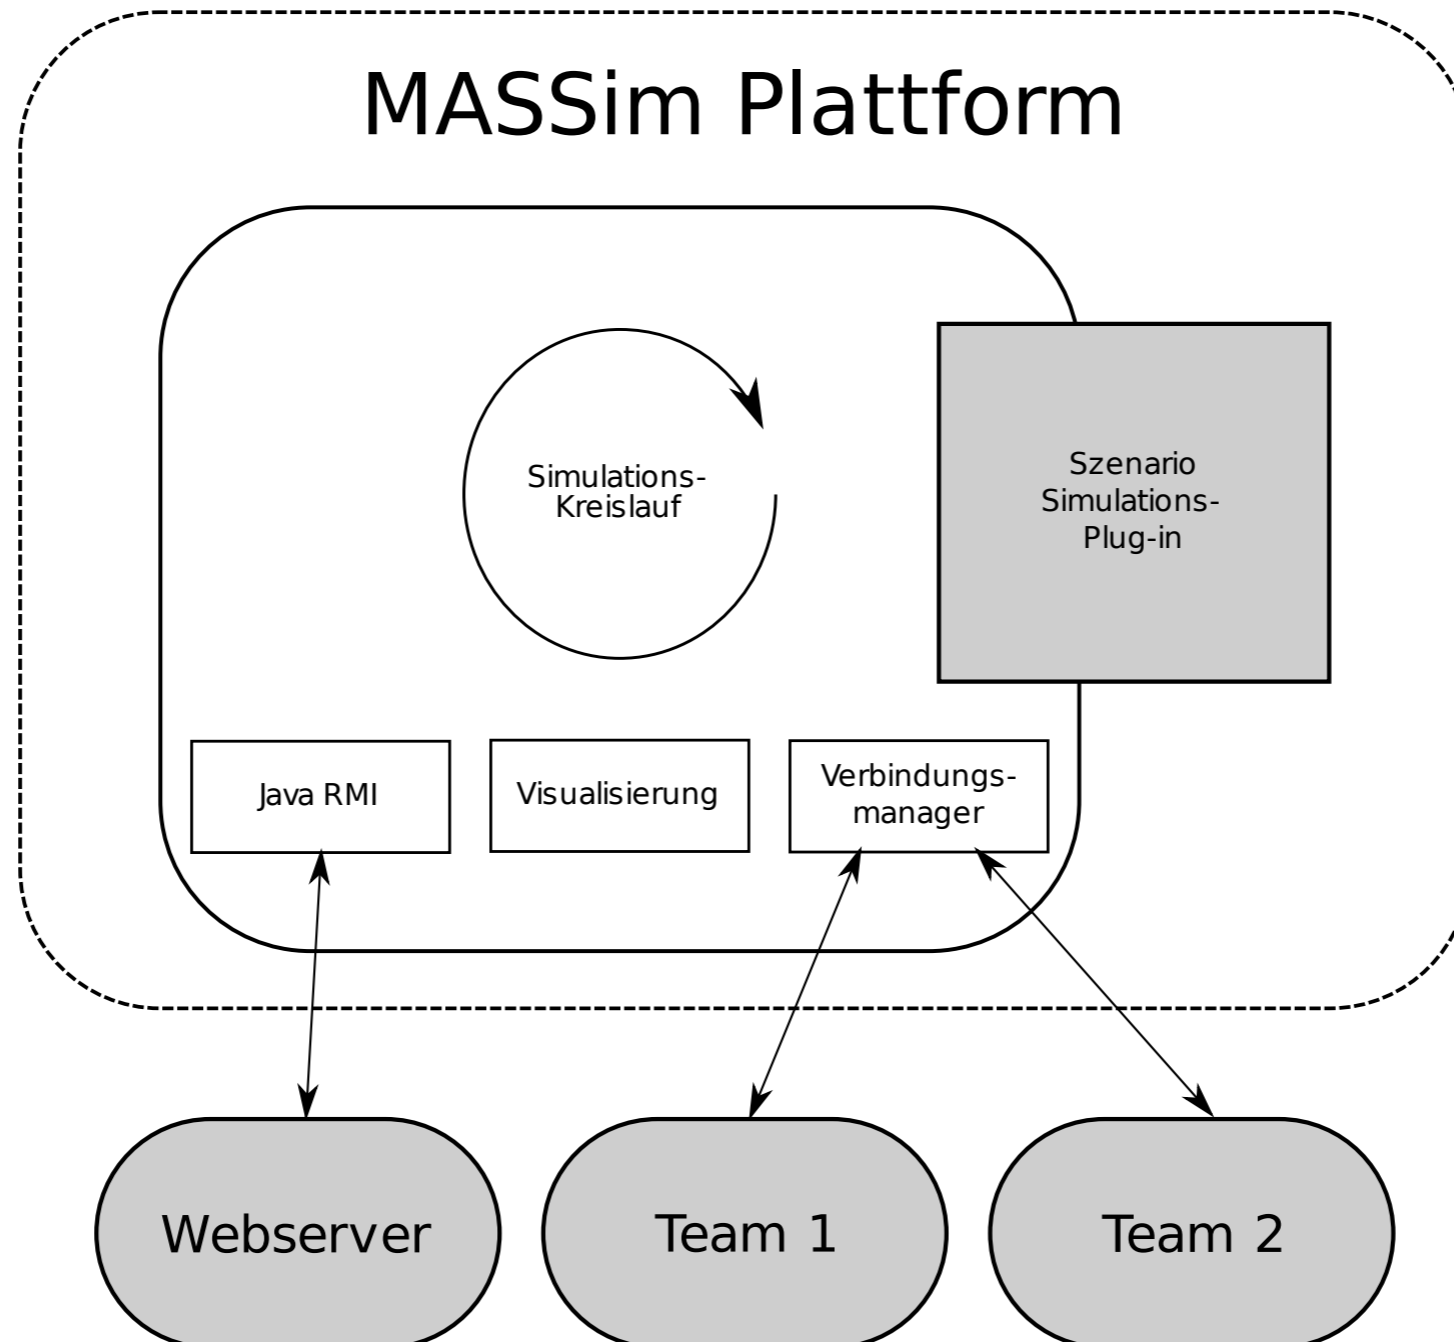 MASSim Plattform
Simulations-
Kreislauf
Szenario
Simulations-
Plug-in
Java RMI
Visualisierung
Verbindungs-
manager
Webserver
Team 1
Team 2